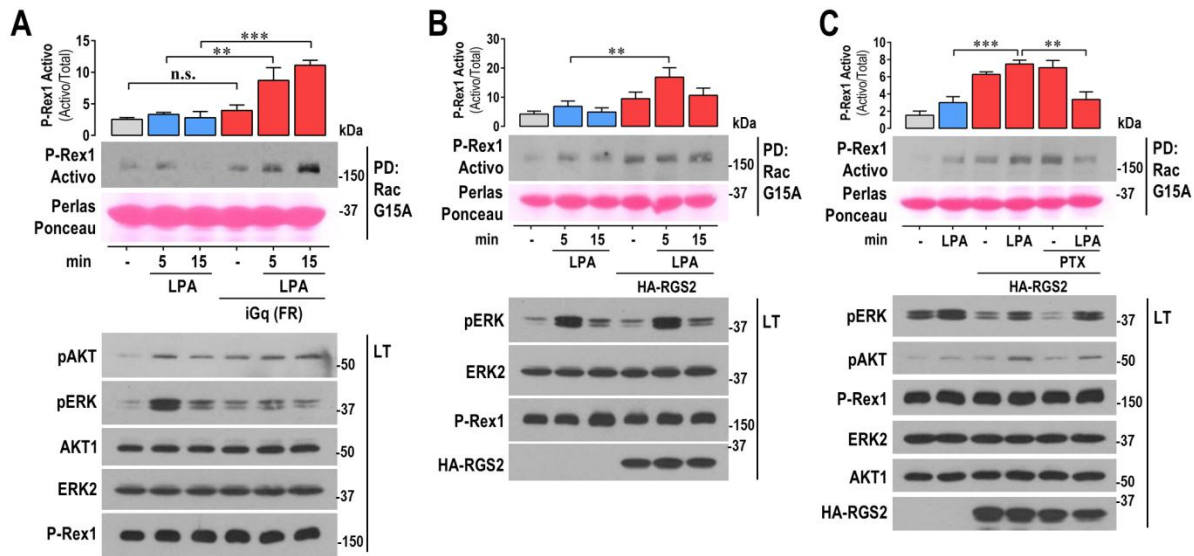 A
P-Rex1 Activo
(Activo/Total)
15
10
5
0
n.s.
**
***
kDa
P-Rex1
Activo
-150
Perlas
Ponceau
-37
PD:
Rac
G15A
min - 5 15 - 5 15
LPA LPA
iGq (FR)
pAKT -50
pERK -37
AKT1 -50
ERK2 -37
P-Rex1 -150
LT
B
P-Rex1 Activo
(Activo/Total)
30
20
10
0
**
kDa
P-Rex1
Activo
-150
Perlas
Ponceau
-37
PD:
Rac
G15A
min - 5 15 - 5 15
LPA LPA
HA-RGS2
pERK -37
ERK2 -37
P-Rex1 -150
-37
HA-RGS2
LT
C
P-Rex1 Activo
(Activo/Total)
8
6
4
2
0
***
**
kDa
P-Rex1
Activo
-150
Perlas
Ponceau
-37
PD:
Rac
G15A
min - LPA - LPA - LPA
PTX
HA-RGS2
pERK -37
pAKT -50
P-Rex1 -150
ERK2 -37
AKT1 -50
-37
HA-RGS2
LT